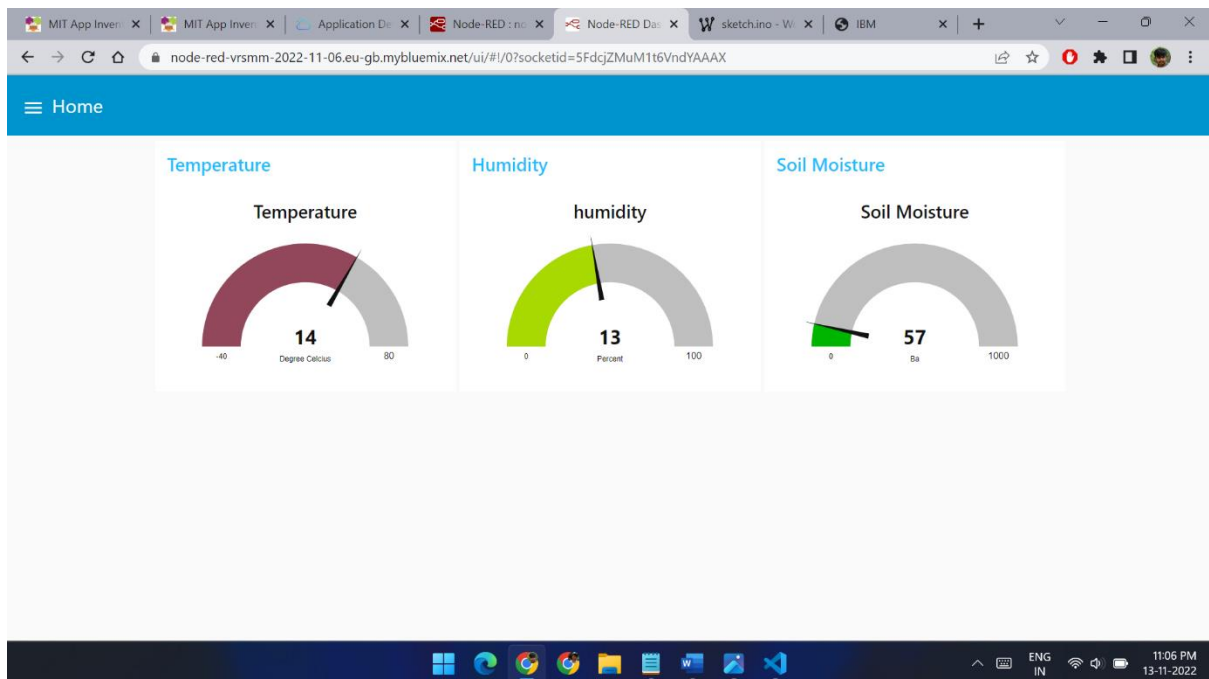 MIT App Inven
MIT App Inven
Application De
Node-RED : no
Node-RED Das
sketch.ino - W
IBM
node-red-vrsmm-2022-11-06.eu-gb.mybluemix.net/ui/#!/0?socketid=5FdcjZMuM1t6VndYAAAX
Home
Temperature
Humidity
Soil Moisture
Temperature
humidity
Soil Moisture
14
13
57
-40
Degree Celcius
80
0
Percent
100
0
Ba
1000
ENG
IN
11:06 PM
13-11-2022